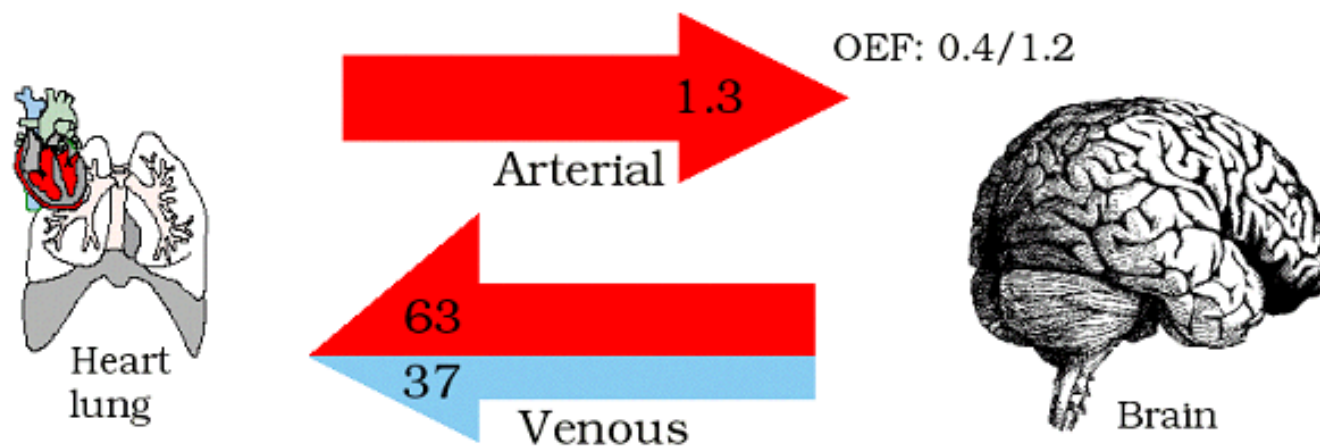 OEF: 0.4/1.2
1.3
Arterial
63
37
Venous
Heart
lung
Brain